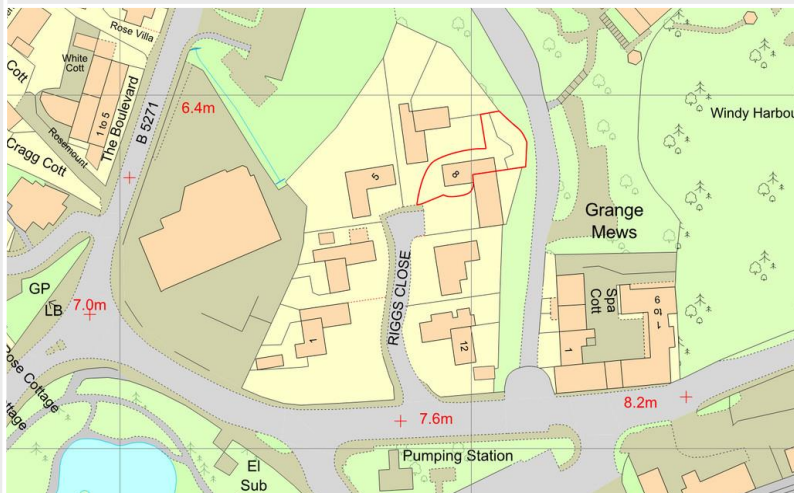 Rose Villa
White
Cott
Cott
1 to 5
The Boulevard
Rosemount
Cragg Cott
B 5271
6.4m
Windy Harbou
5
8
Grange
Mews
RIGGS CLOSE
Spa
Cott
1 to 9
GP
LB
7.0m
1
12
1
Rose Cottage
ttage
7.6m
8.2m
Pumping Station
El
Sub